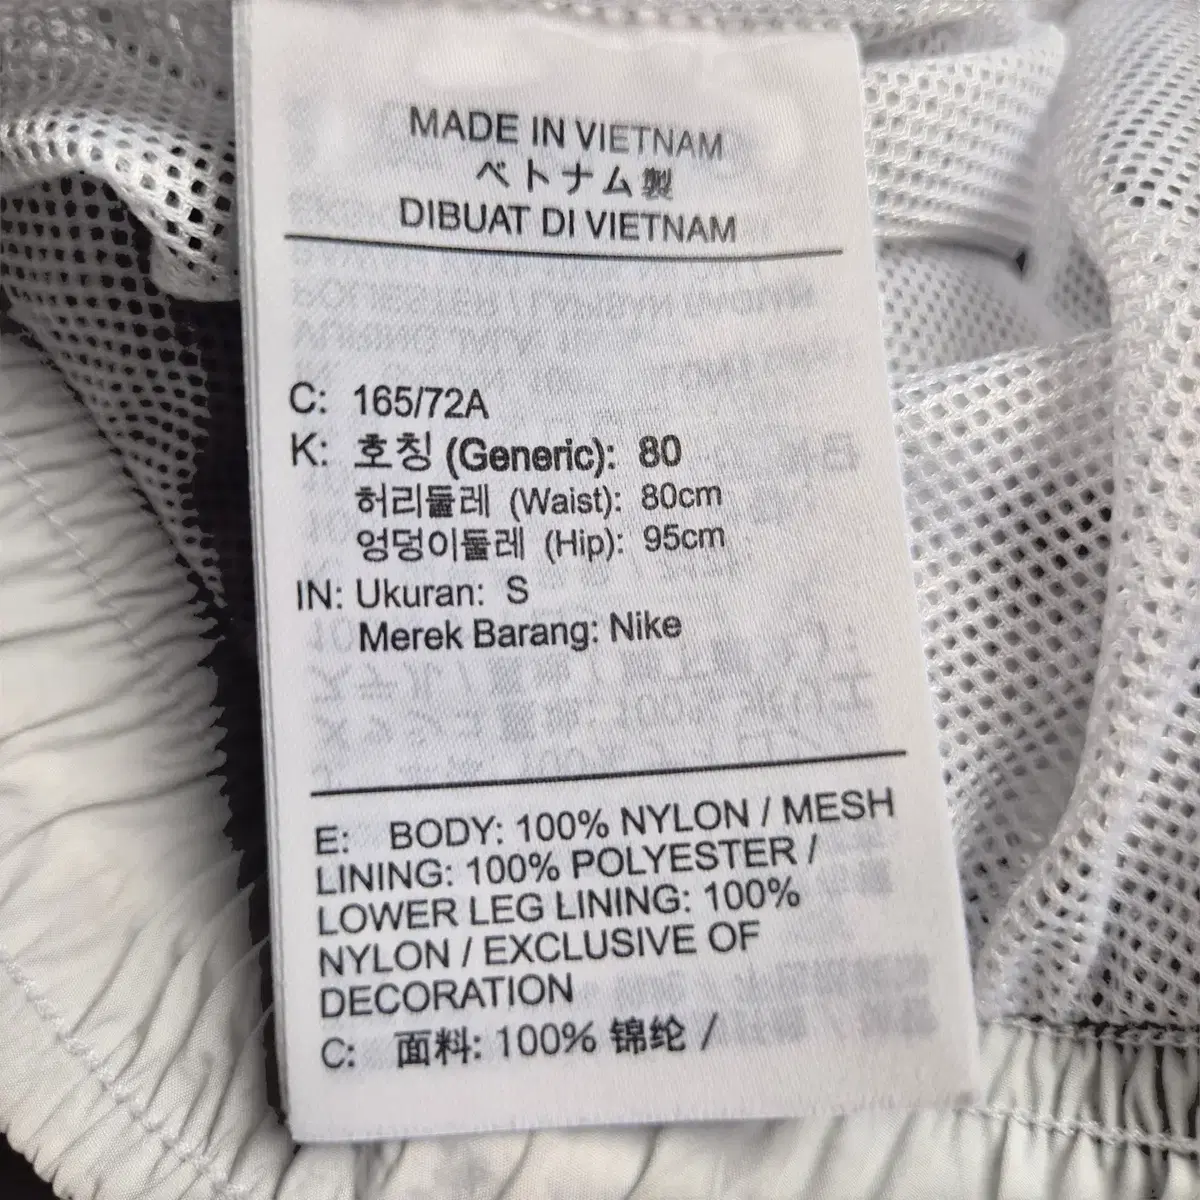 MADE IN VIETNAM
ベトナム製
DIBUAT DI VIETNAM
C: 165/72A
K: 호칭 (Generic): 80
허리둘레 (Waist): 80cm
엉덩이둘레 (Hip): 95cm
IN: Ukuran: S
Merek Barang: Nike
E: BODY: 100% NYLON / MESH
LINING: 100% POLYESTER /
LOWER LEG LINING: 100%
NYLON / EXCLUSIVE OF
DECORATION
C: 面料: 100% 锦纶 /